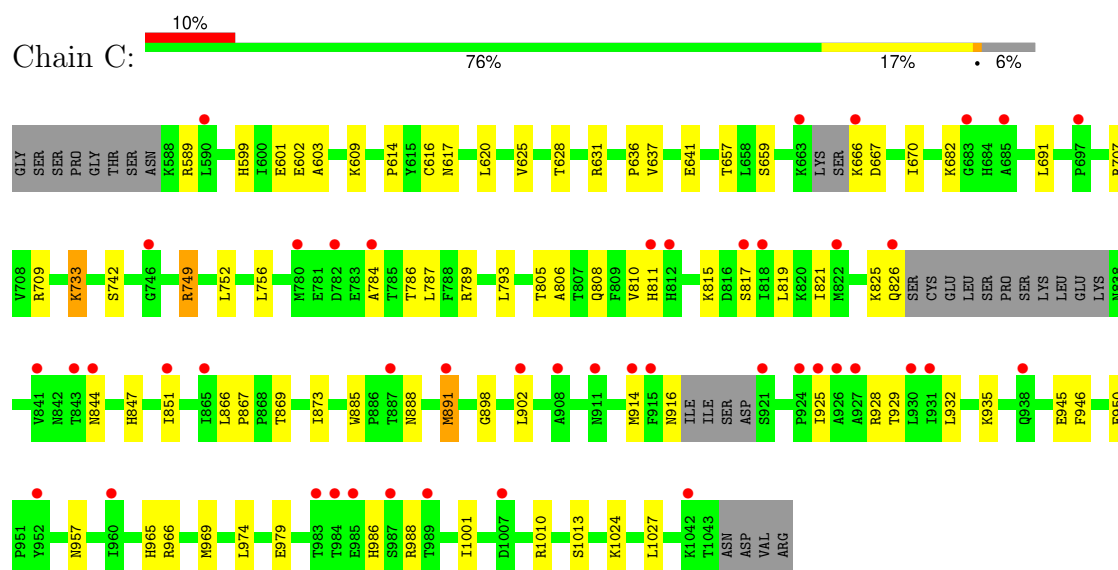 10%
Chain C:
76% 17% • 6%
GLY SER SER PRO GLY THR SER ASN K588 R589 L590 H599 I600 E601 E602 A603 K609 P614 Y615 C616 N617 L620 V625 T628 R631 P636 V637 E641 T657 L658 S659 K663 LYS SER K666 D667 I670 K682 G683 H684 A685 L691 P697
V708 R709 K733 S742 G746 R749 L752 L756 M780 E781 D782 E783 A784 T785 T786 L787 F788 R789 L793 T805 A806 T807 Q808 F809 V810 H811 H812 K815 D816 S817 I818 L819 K820 I821 M822 K825 Q826 SER CYS GLU LEU SER PRO SER LYS LEU GLU LYS
V841 N842 T843 N844 H847 I851 I865 L866 P867 P868 T869 I873 W885 P886 T887 N888 M891 G898 L902 A908 N911 M914 F915 N916 ILE ILE SER ASP S921 P924 I925 A926 A927 R928 T929 L930 I931 L932 K935 Q938 E945 F946
P951 Y952 N957 I960 H965 R966 M969 L974 E979 T983 T984 E985 H986 S987 R988 T989 I1001 D1007 R1010 S1013 K1024 L1027 K1042 T1043 ASN ASP VAL ARG